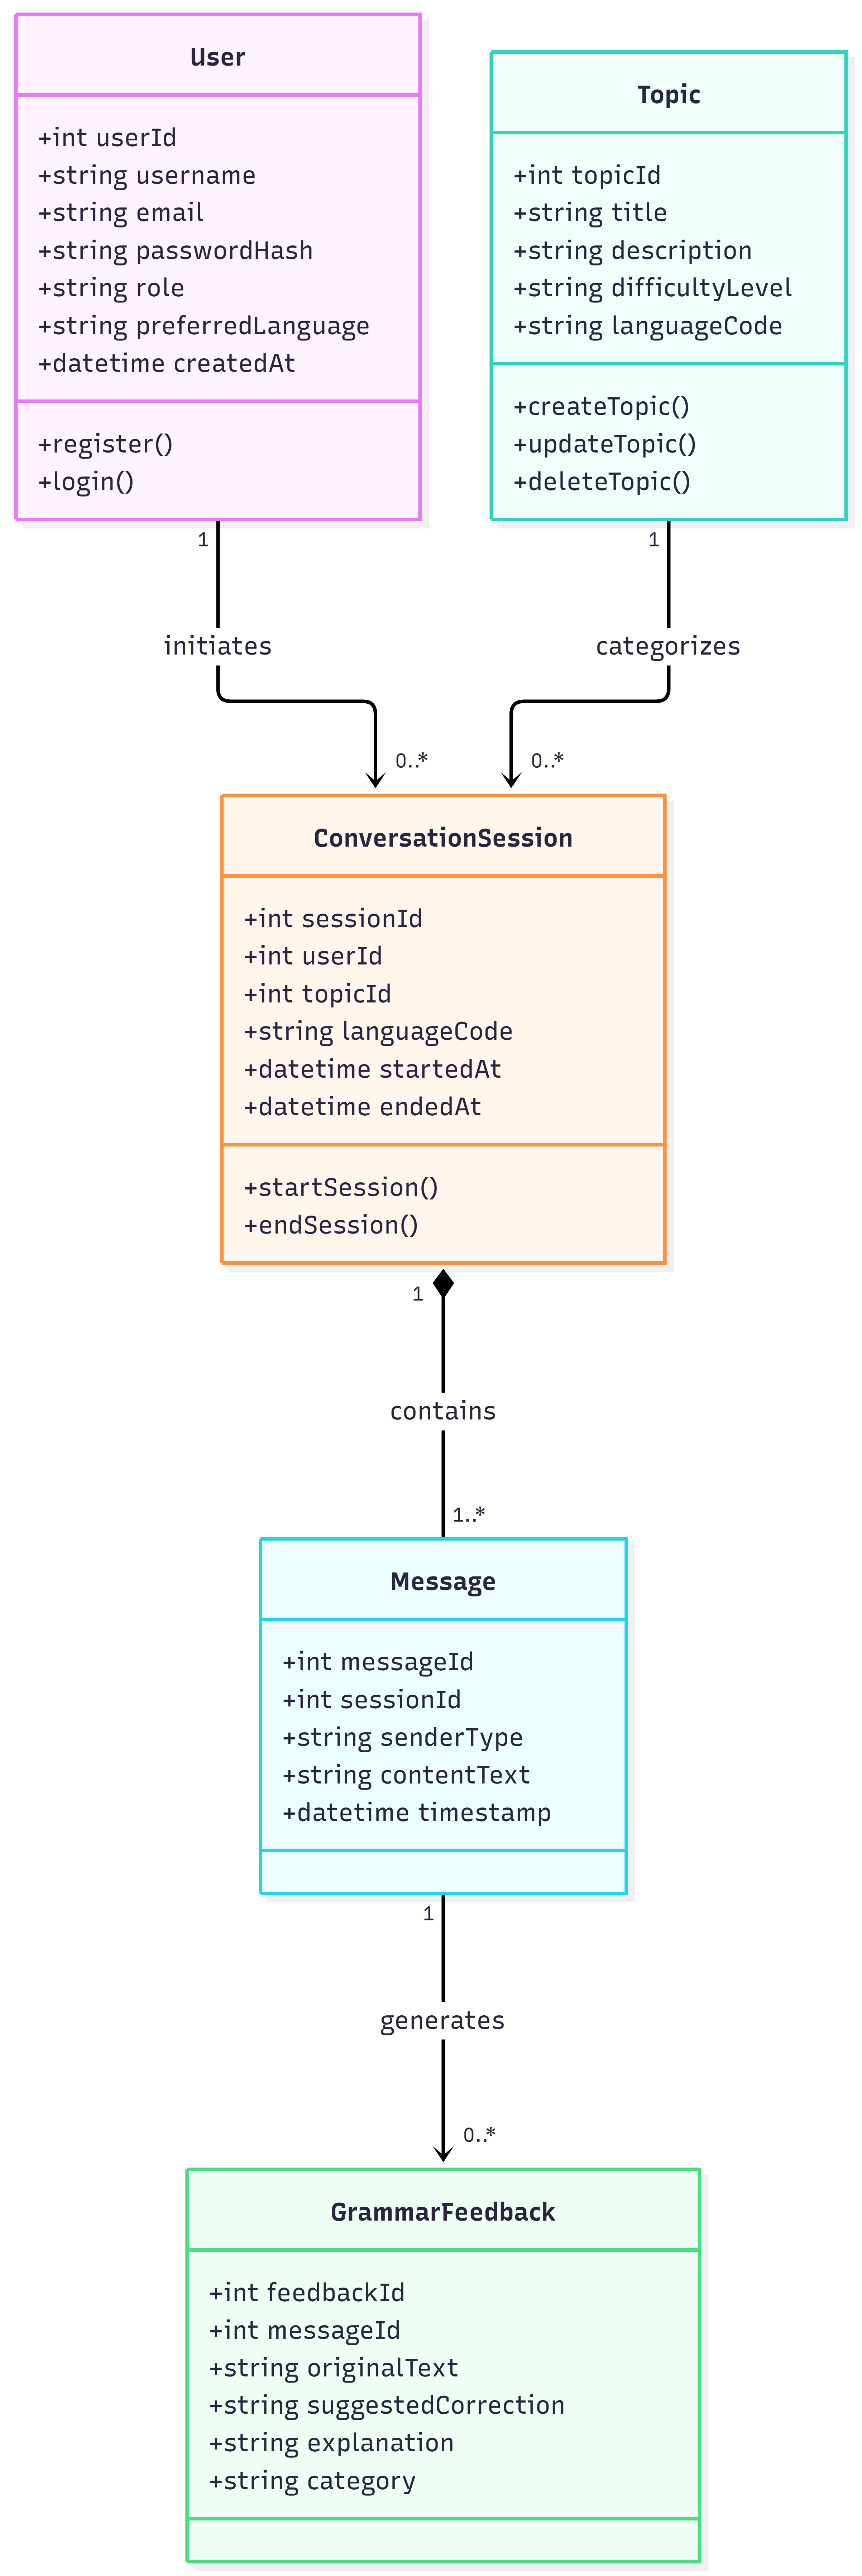 User
+int userId
+string username
+string email
+string passwordHash
+string role
+string preferredLanguage
+datetime createdAt
+register()
+login()
Topic
+int topicId
+string title
+string description
+string difficultyLevel
+string languageCode
+createTopic()
+updateTopic()
+deleteTopic()
1
1
initiates
categorizes
0..*
0..*
ConversationSession
+int sessionId
+int userId
+int topicId
+string languageCode
+datetime startedAt
+datetime endedAt
+startSession()
+endSession()
1
contains
1..*
Message
+int messageId
+int sessionId
+string senderType
+string contentText
+datetime timestamp
1
generates
0..*
GrammarFeedback
+int feedbackId
+int messageId
+string originalText
+string suggestedCorrection
+string explanation
+string category